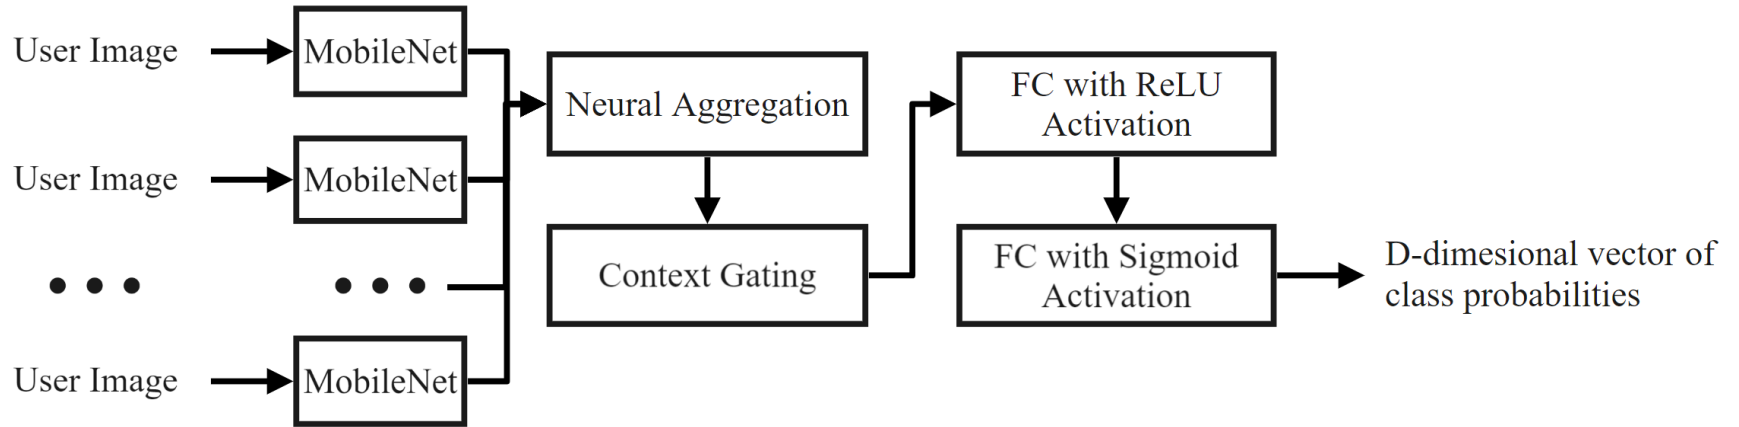 User Image
MobileNet
User Image
MobileNet
User Image
MobileNet
Neural Aggregation
Context Gating
FC with ReLU
Activation
FC with Sigmoid
Activation
D-dimesional vector of
class probabilities